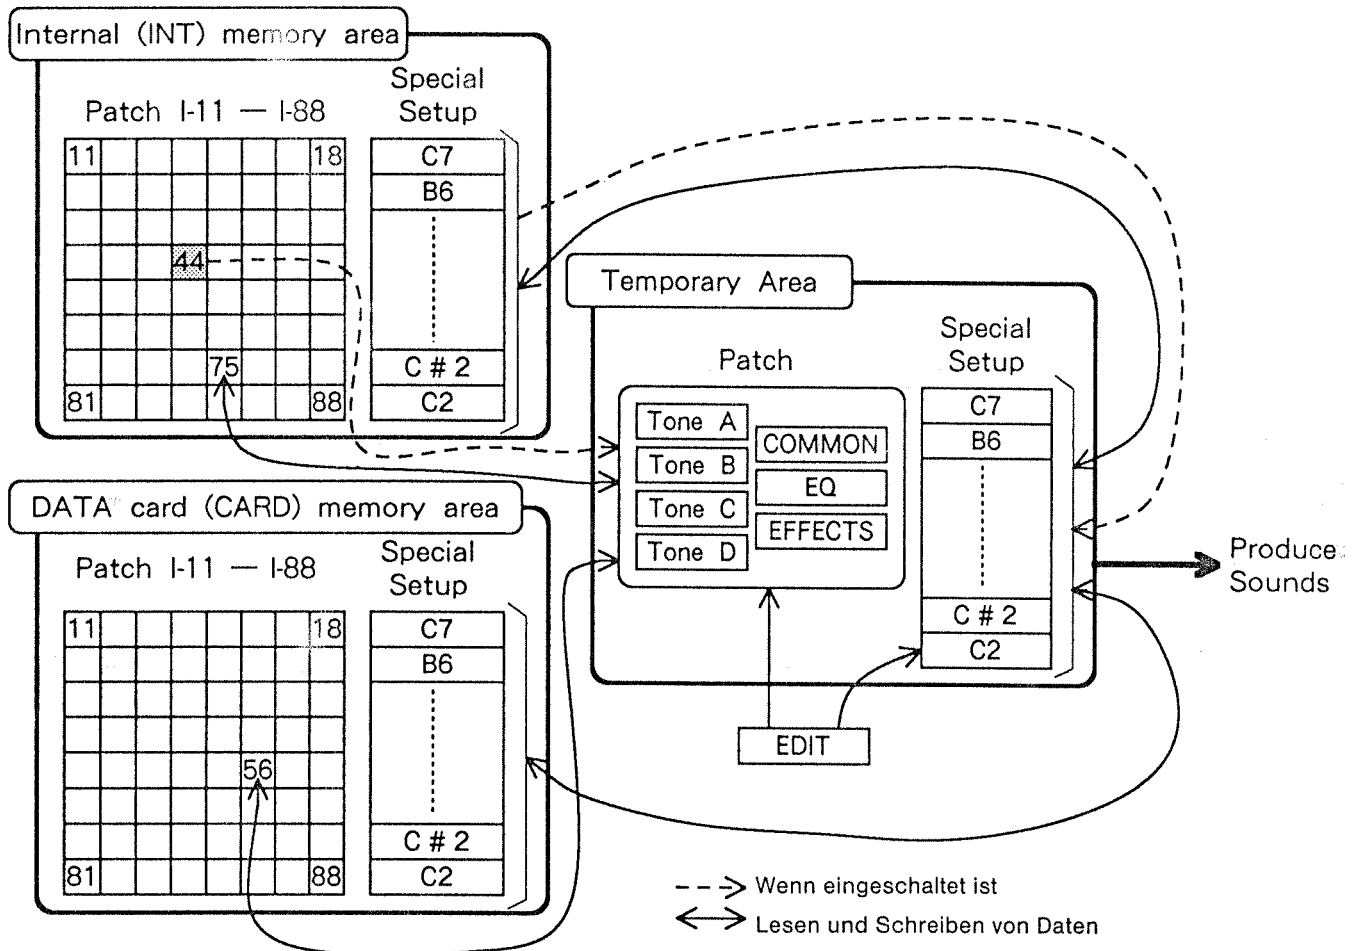 Internal (INT) memory area
Patch I-11 — I-88
Special
Setup
11
18
44
75
81
88
C7
B6
C # 2
C2
DATA card (CARD) memory area
Patch I-11 — I-88
Special
Setup
11
18
56
81
88
C7
B6
C # 2
C2
Temporary Area
Patch
Tone A
Tone B
Tone C
Tone D
COMMON
EQ
EFFECTS
Special
Setup
C7
B6
C # 2
C2
EDIT
Produce
Sounds
Wenn eingeschaltet ist
Lesen und Schreiben von Daten